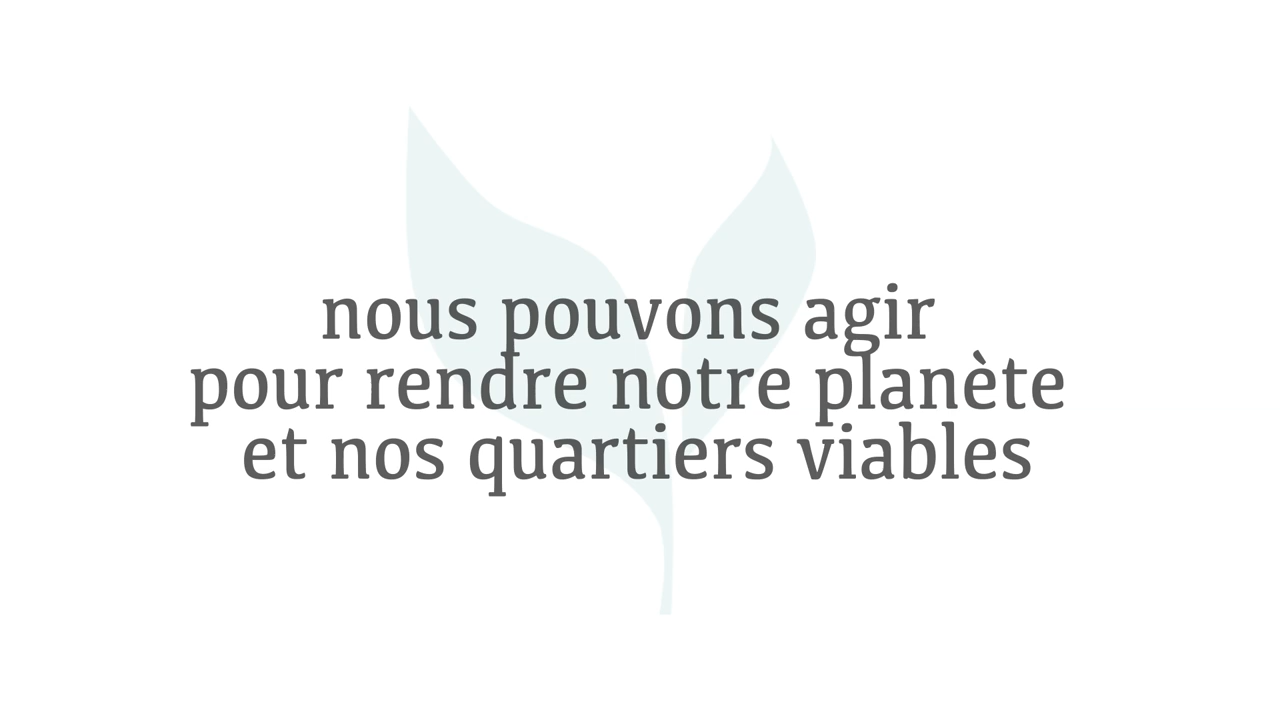 nous pouvons agir
pour rendre notre planète
et nos quartiers viables